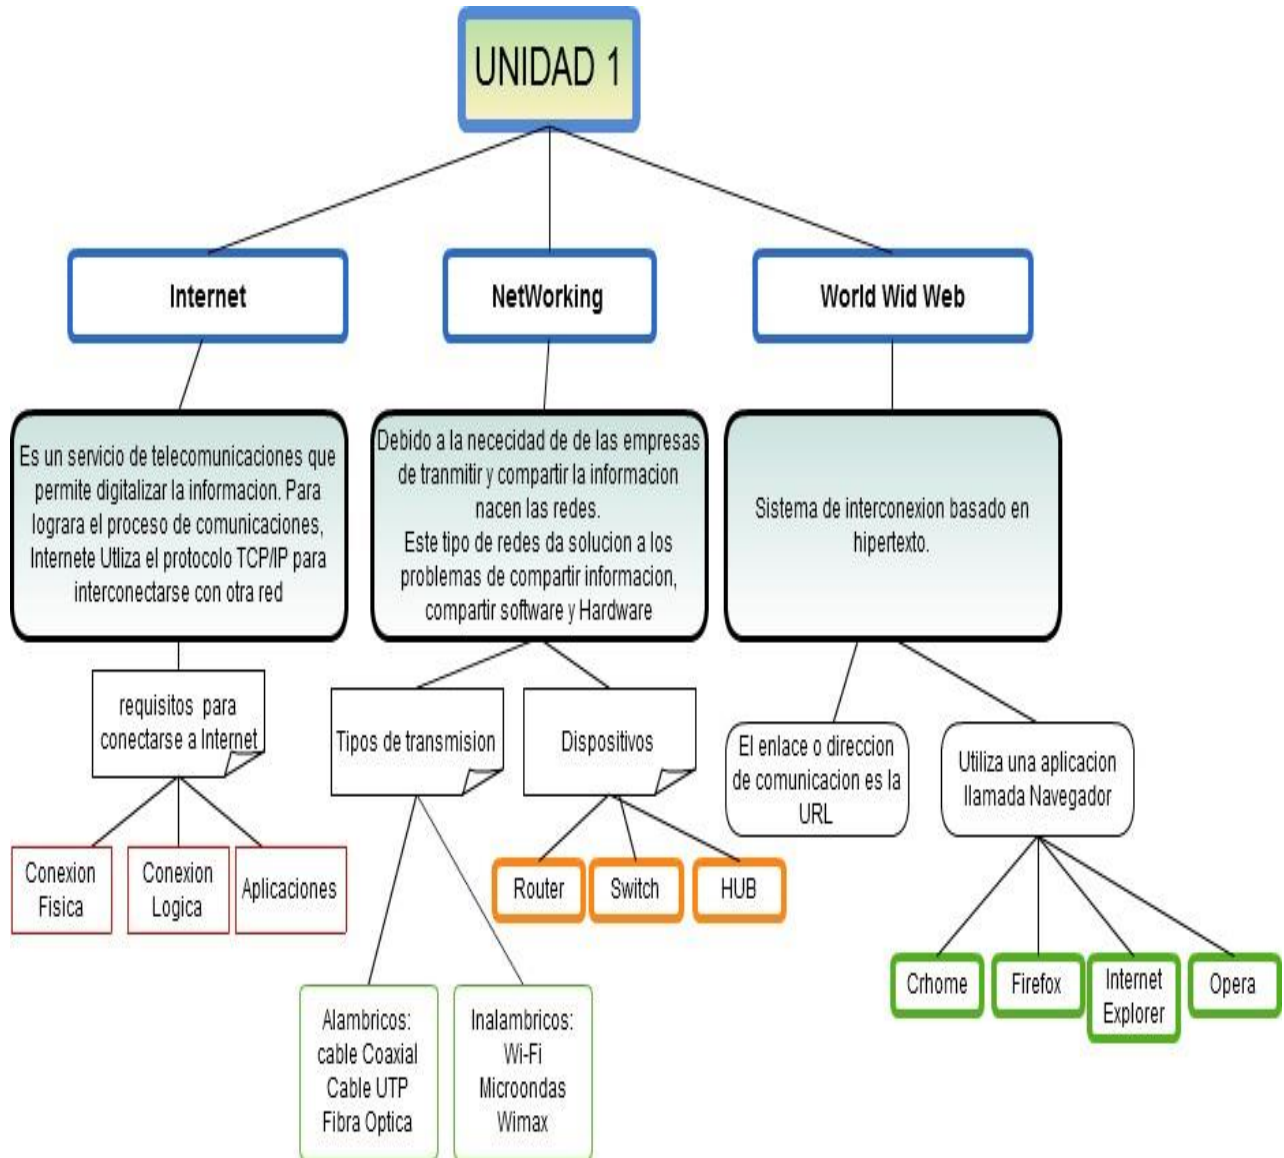 UNIDAD 1
Internet
NetWorking
World Wid Web
Es un servicio de telecomunicaciones que
permite digitalizar la informacion. Para
lograra el proceso de comunicaciones,
Internete Utliza el protocolo TCP/IP para
interconectarse con otra red
Debido a la nececidad de de las empresas
de tranmitir y compartir la informacion
nacen las redes.
Este tipo de redes da solucion a los
problemas de compartir informacion,
compartir software y Hardware
Sistema de interconexion basado en
hipertexto.
requisitos para
conectarse a Internet
Tipos de transmision
Dispositivos
El enlace o direccion
de comunicacion es la
URL
Utiliza una aplicacion
llamada Navegador
Conexion
Fisica
Conexion
Logica
Aplicaciones
Router
Switch
HUB
Crhome
Firefox
Internet
Explorer
Opera
Alambricos:
cable Coaxial
Cable UTP
Fibra Optica
Inalambricos:
Wi-Fi
Microondas
Wimax